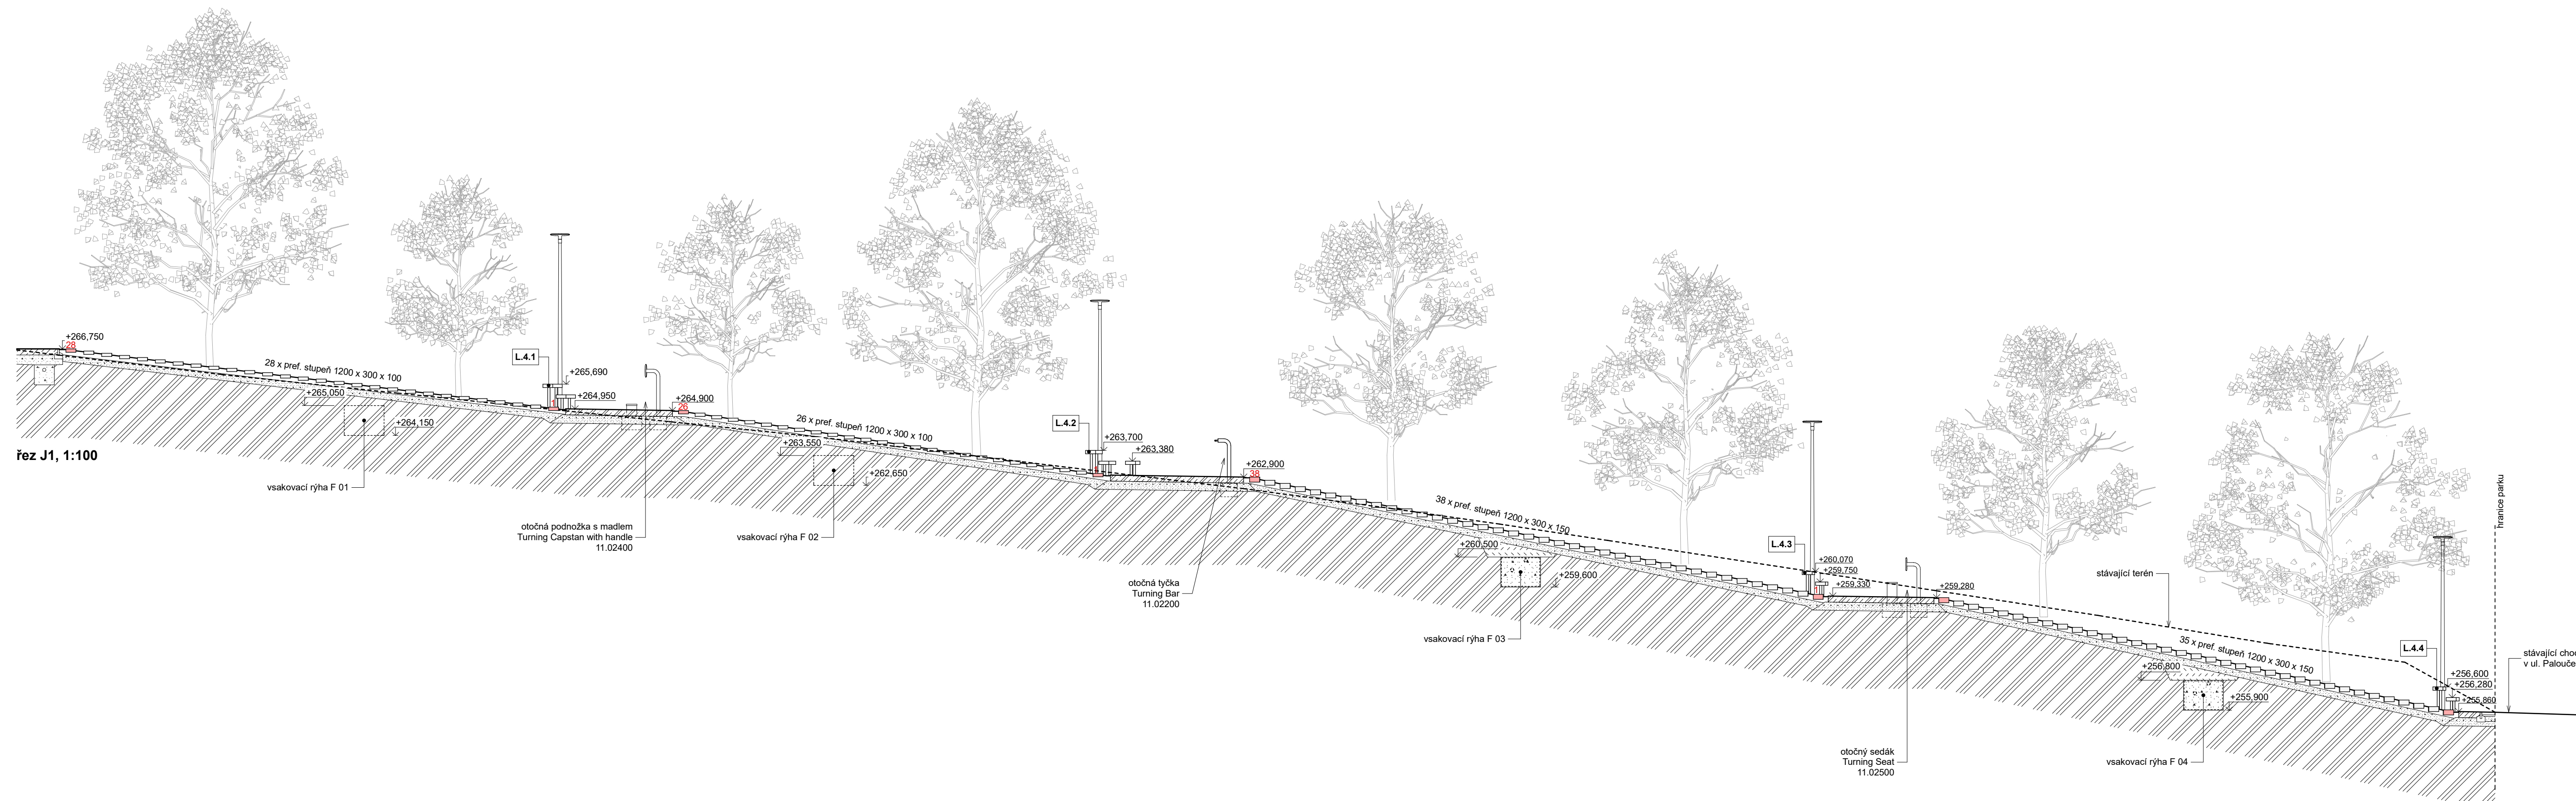 +266,750
28
28 x pref. stupeň 1200 x 300 x 100
+265,050
+264,150
řez J1, 1:100
vsakovací rýha F 01
L.4.1
+265,690
1
+264,950
+264,900
26
otočná podnožka s madlem
Turning Capstan with handle
11.02400
26 x pref. stupeň 1200 x 300 x 100
+263,550
+262,650
vsakovací rýha F 02
L.4.2
+263,700
+263,380
+262,900
38
otočná tyčka
Turning Bar
11.02200
38 x pref. stupeň 1200 x 300 x 150
+260,500
+259,600
vsakovací rýha F 03
L.4.3
+260,070
+259,750
+259,330
1
+259,280
otočný sedák
Turning Seat
11.02500
stávající terén
35 x pref. stupeň 1200 x 300 x 150
+256,800
+255,900
vsakovací rýha F 04
L.4.4
+256,600
+256,280
+255,860
hranice parku
stávající chod
v ul. Palouče